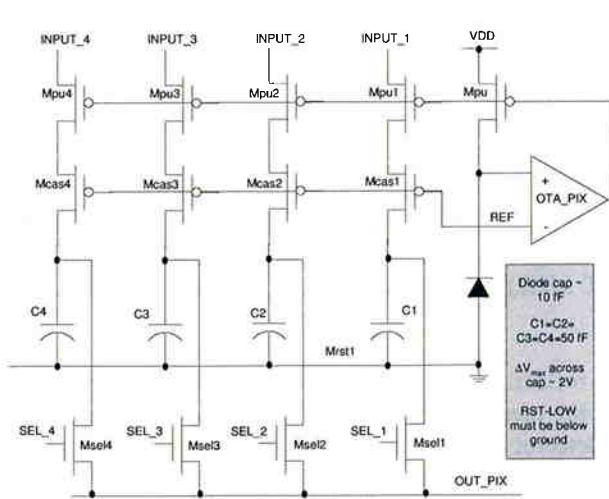 INPUT_4 INPUT_3 INPUT_2 INPUT_1 VDD
Mpu4 Mpu3 Mpu2 Mpu1 Mpu
Mcas4 Mcas3 Mcas2 Mcas1
+
OTA_PIX
-
REF
C4 C3 C2 C1
Diode cap ~
10 fF
C1=C2=
C3=C4=50 fF
ΔVmax across
cap ~ 2V
RST-LOW
must be below
ground
Mrst1
SEL_4 SEL_3 SEL_2 SEL_1
Msel4 Msel3 Msel2 Msel1
OUT_PIX